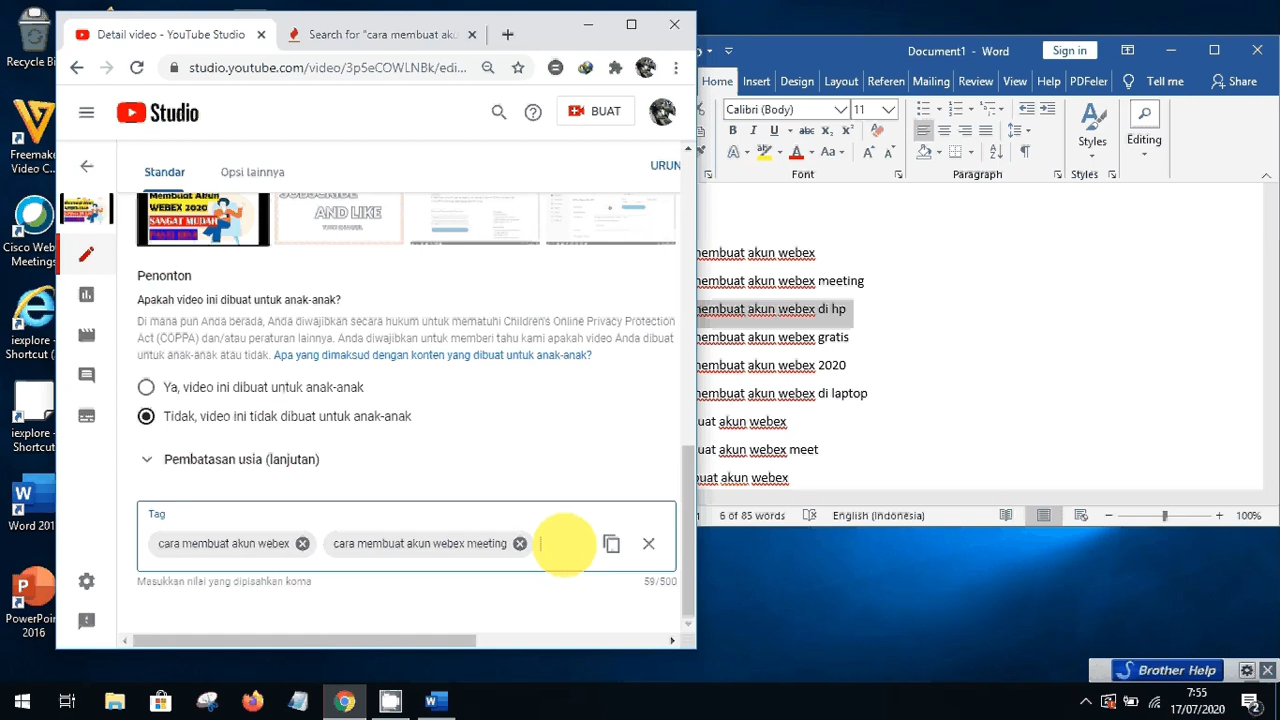 Recycle Bi
Freemake
Video C...
Cisco Web
Meetings
iexplore -
Shortcut (
iexplore -
Shortcut
Word 201
PowerPoin
2016
Detail video - YouTube Studio
Search for "cara membuat aku
studio.youtube.com/video/3p5eCOWLNBk/edi...
Studio
BUAT
Standar
Opsi lainnya
URUN
Membuat Akun
WEBEX 2020
SANGAT MUDAH
SUBSCRIBE
AND LIKE
Penonton
Apakah video ini dibuat untuk anak-anak?
Di mana pun Anda berada, Anda diwajibkan secara hukum untuk mematuhi Children's Online Privacy Protection
Act (COPPA) dan/atau peraturan lainnya. Anda diwajibkan untuk memberi tahu kami apakah video Anda dibuat
untuk anak-anak atau tidak. Apa yang dimaksud dengan konten yang dibuat untuk anak-anak?
Ya, video ini dibuat untuk anak-anak
Tidak, video ini tidak dibuat untuk anak-anak
Pembatasan usia (lanjutan)
Tag
cara membuat akun webex
cara membuat akun webex meeting
Masukkan nilai yang dipisahkan koma
59/500
Document1 - Word
Sign in
Home Insert Design Layout Referen Mailing Review View Help PDFeler Tell me Share
Calibri (Body) 11
B I U abc x₂ x²
Aa A A
Styles
Editing
Font
Paragraph
Styles
membuat akun webex
membuat akun webex meeting
membuat akun webex di hp
membuat akun webex gratis
membuat akun webex 2020
membuat akun webex di laptop
uat akun webex
uat akun webex meet
buat akun webex
6 of 85 words
English (Indonesia)
100%
Brother Help
7:55
17/07/2020
2